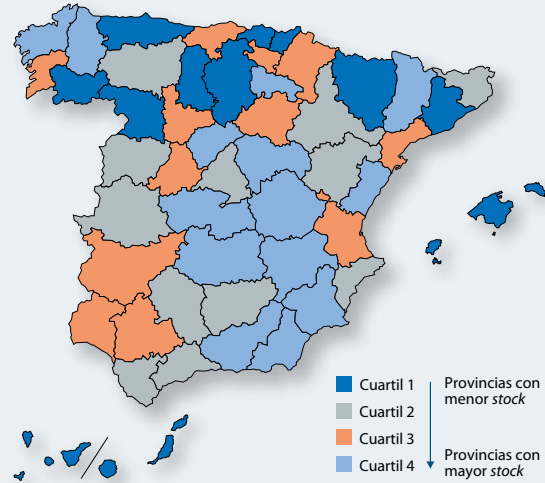 Cuartil 1
Cuartil 2
Cuartil 3
Cuartil 4
Provincias con
menor stock
Provincias con
mayor stock